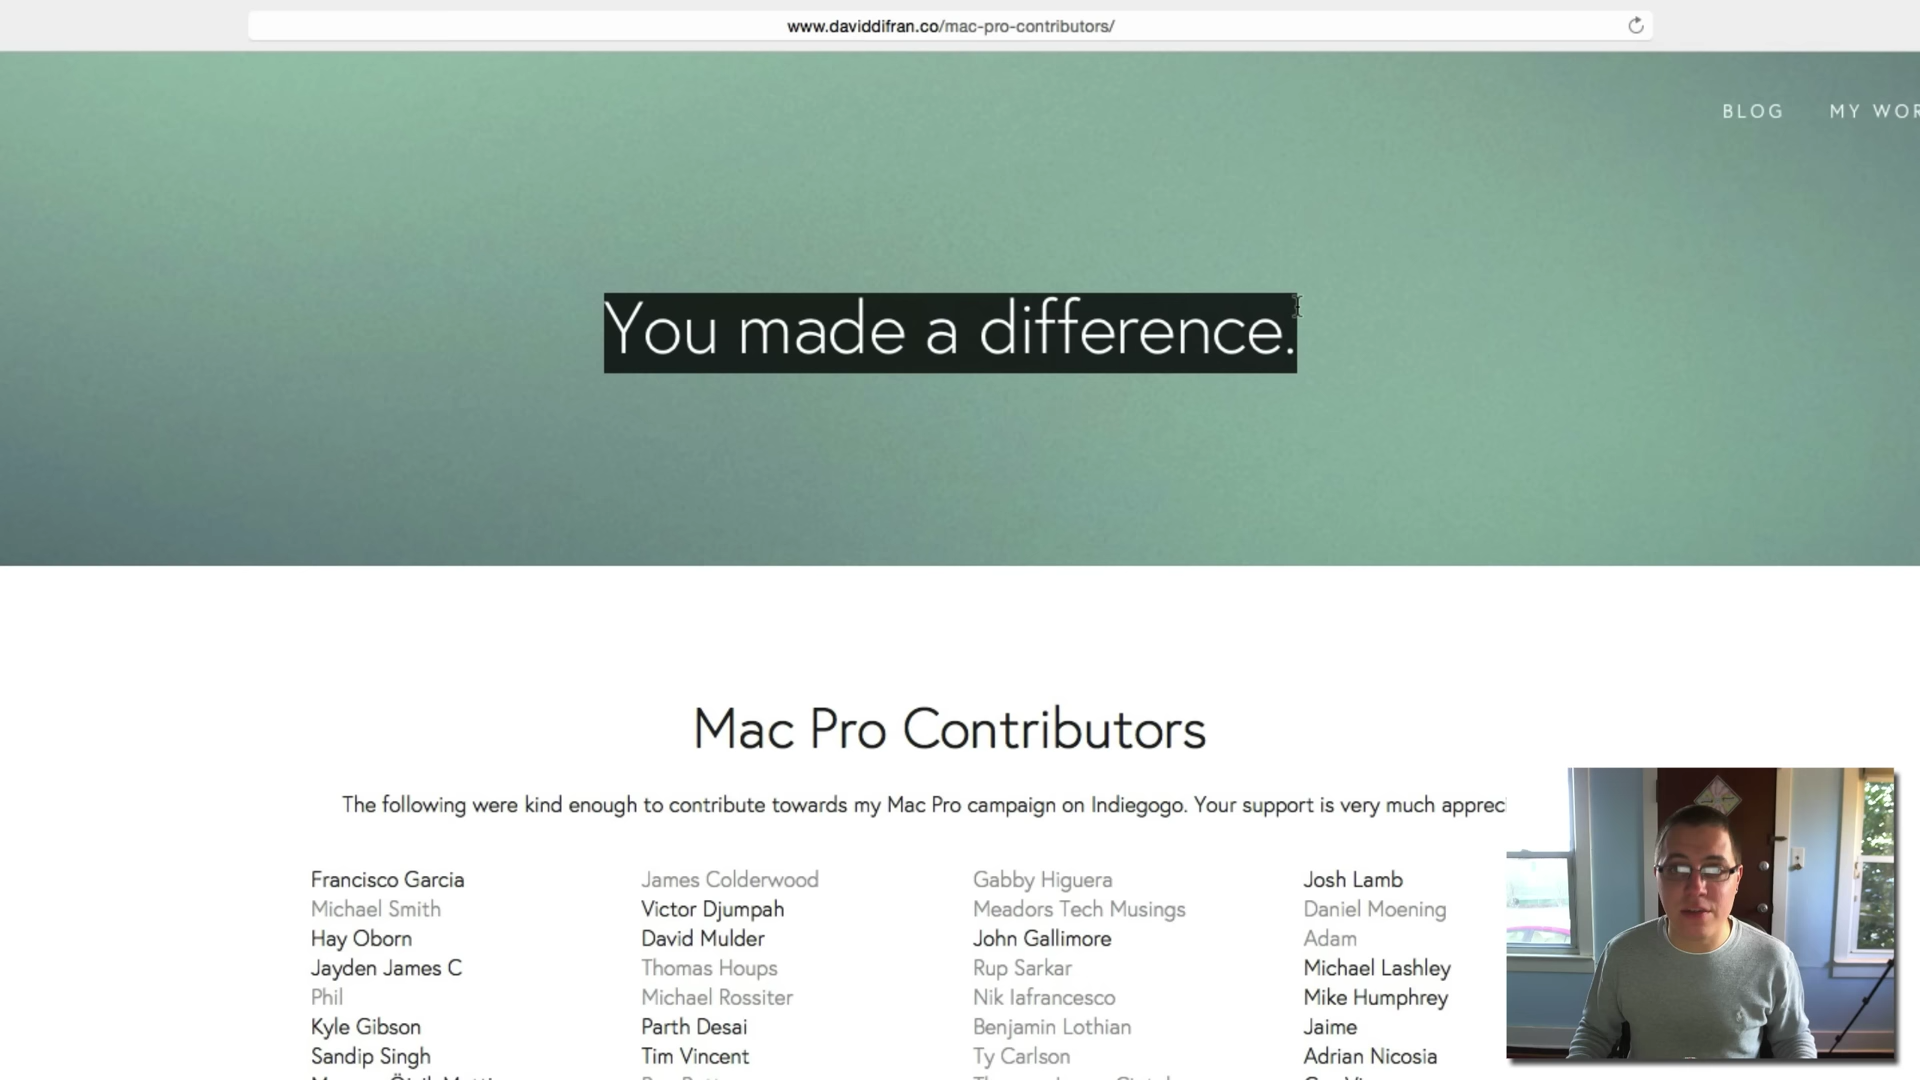 www.daviddifran.co/mac-pro-contributors/
BLOG MY WOR
You made a difference.
Mac Pro Contributors
The following were kind enough to contribute towards my Mac Pro campaign on Indiegogo. Your support is very much apprec
Francisco Garcia James Colderwood Gabby Higuera Josh Lamb
Michael Smith Victor Djumpah Meadors Tech Musings Daniel Moening
Hay Oborn David Mulder John Gallimore Adam
Jayden James C Thomas Houps Rup Sarkar Michael Lashley
Phil Michael Rossiter Nik Iafrancesco Mike Humphrey
Kyle Gibson Parth Desai Benjamin Lothian Jaime
Sandip Singh Tim Vincent Ty Carlson Adrian Nicosia